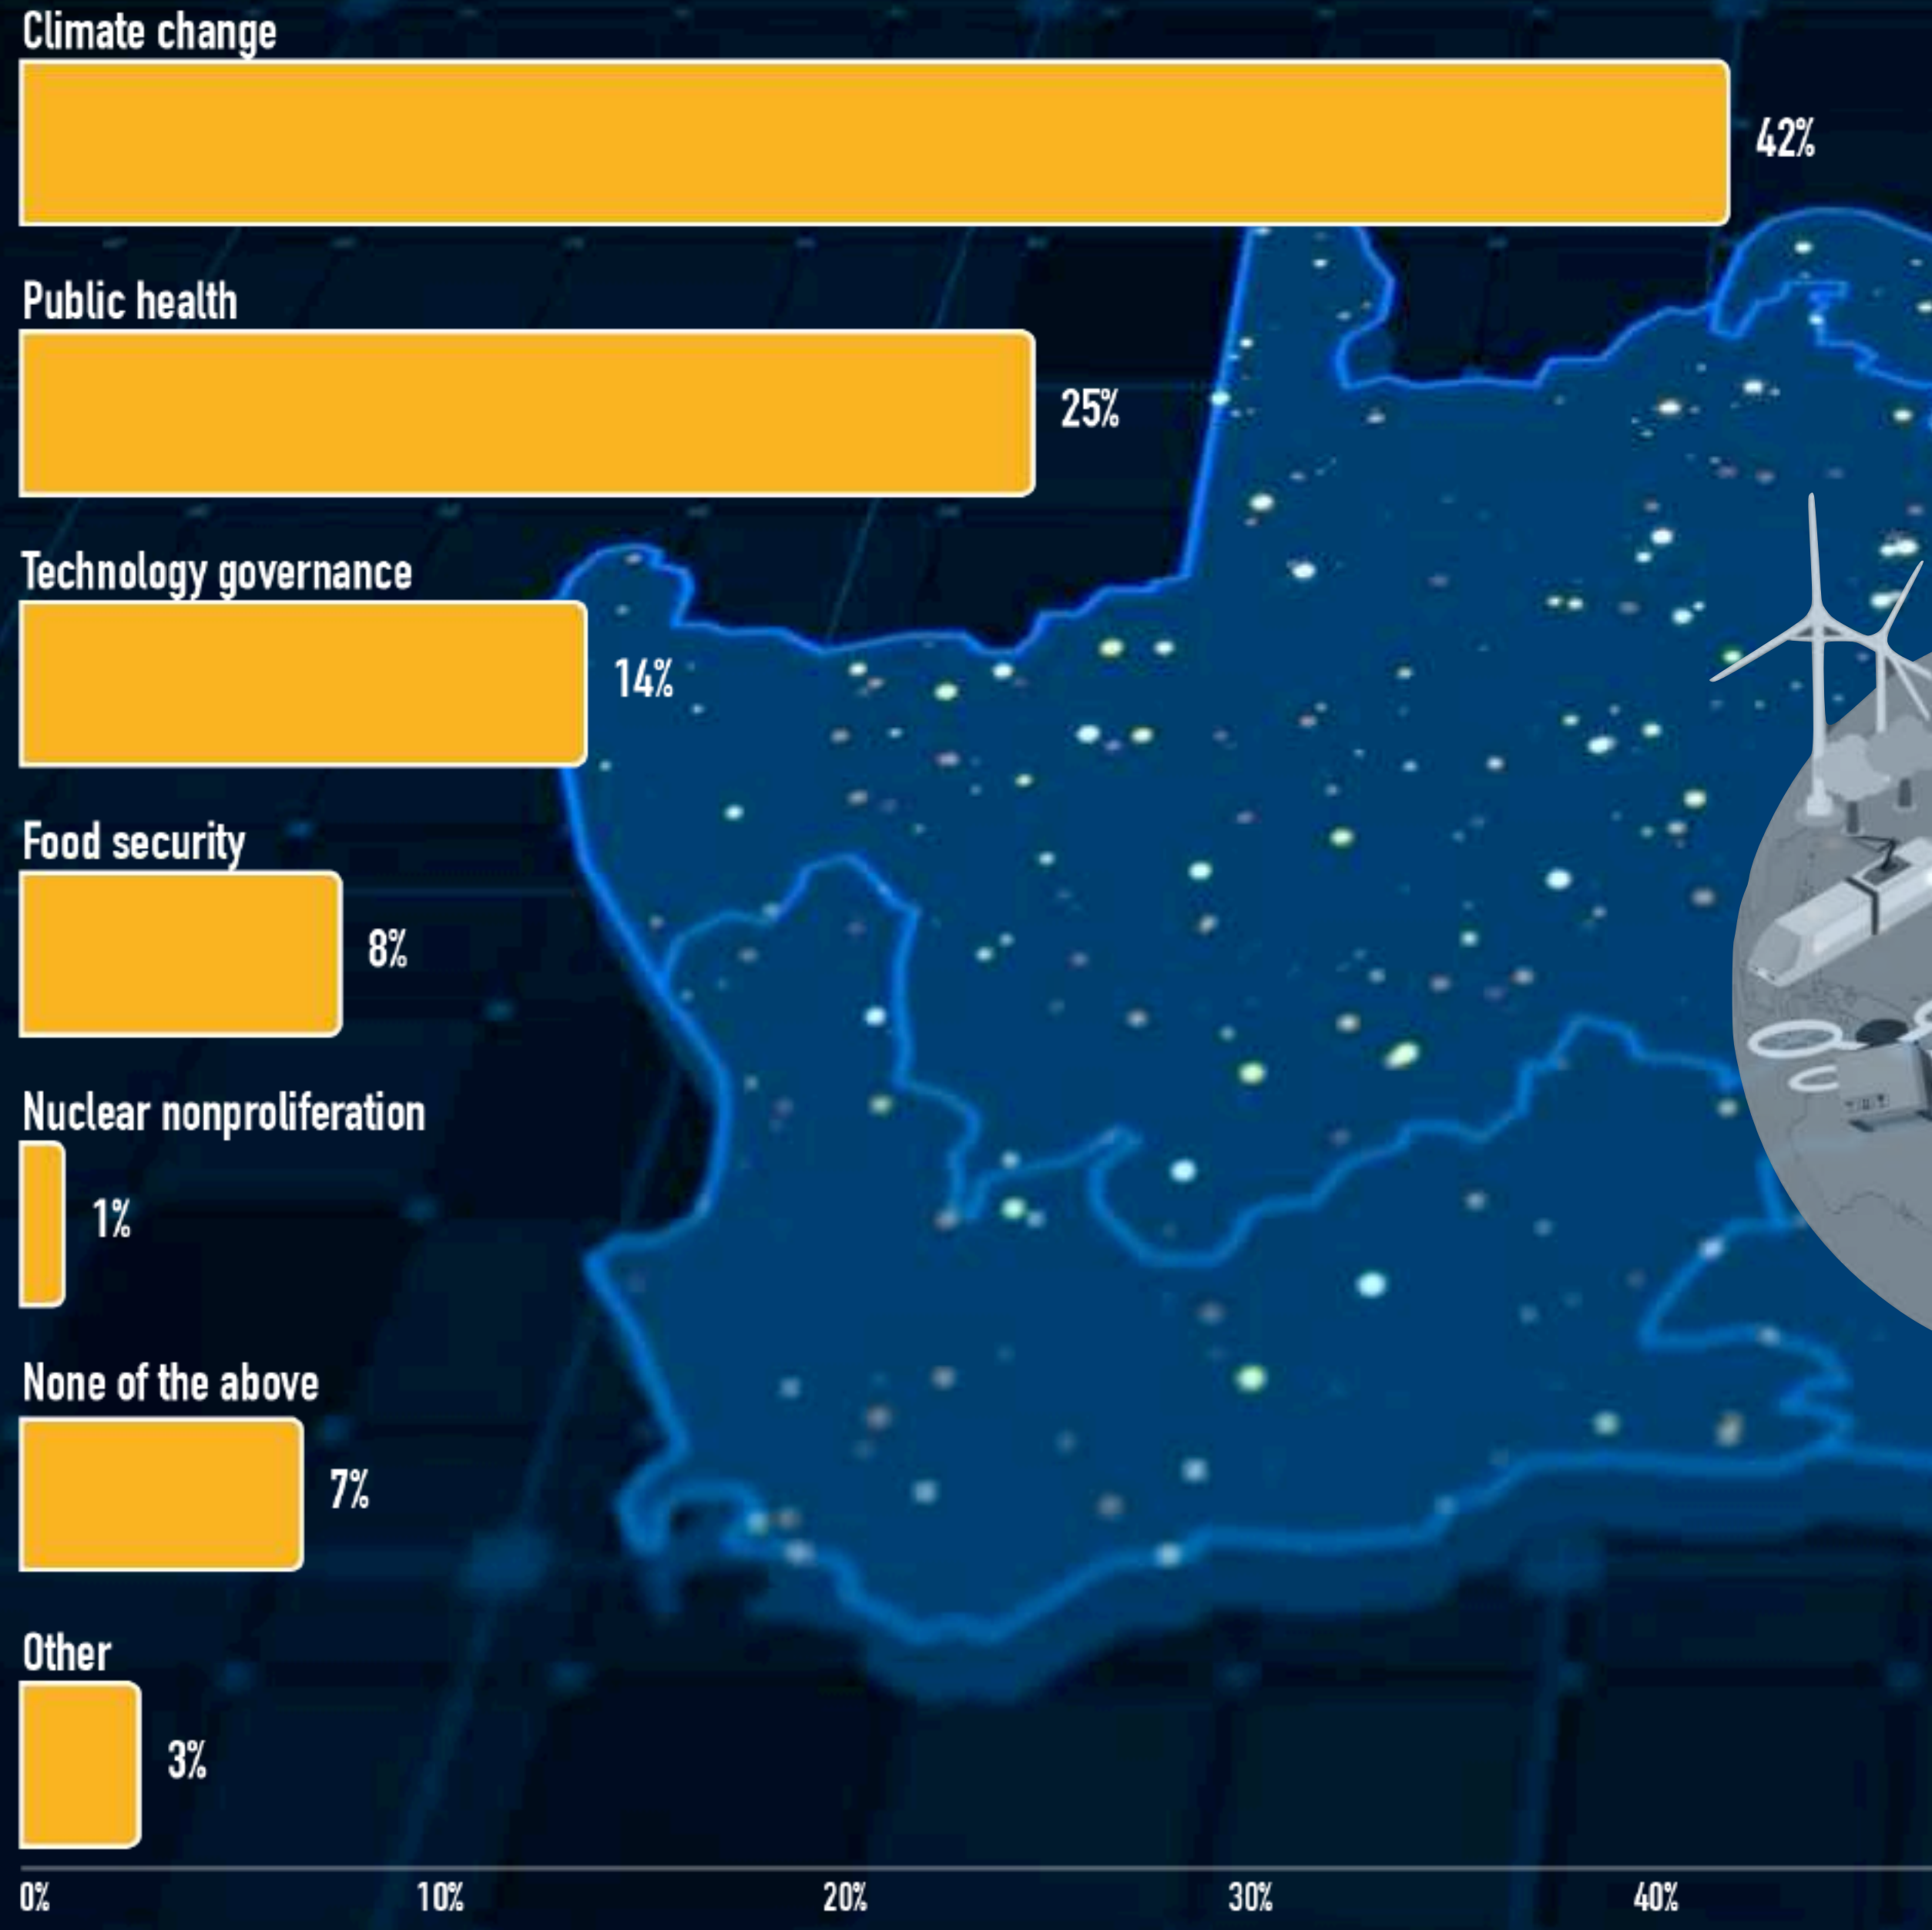 Climate change
42%
Public health
25%
Technology governance
14%
Food security
8%
Nuclear nonproliferation
1%
None of the above
7%
Other
3%
0% 10% 20% 30% 40%